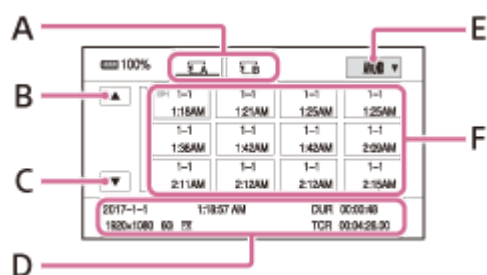 A
E
100%
A
B
B
1-1 1-1 1-1 1-1
1:18AM 1:21AM 1:25AM 1:25AM
F
1-1 1-1 1-1 1-1
1:36AM 1:42AM 1:42AM 2:09AM
1-1 1-1 1-1 1-1
C
2:11AM 2:12AM 2:12AM 2:15AM
2017-1-1 1:18:57 AM DUR 00:00:48
1920×1080 60 FX TCR 00:04:26.00
D